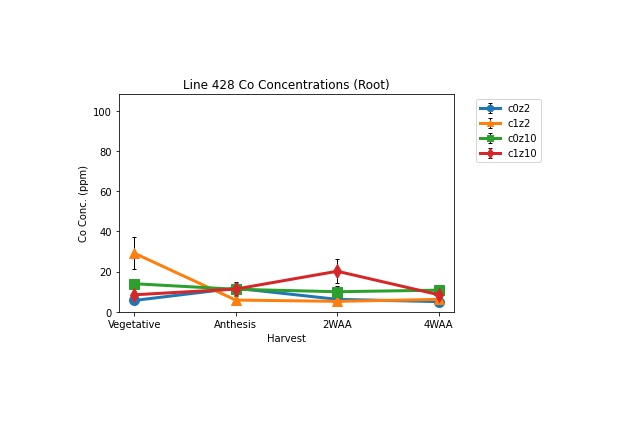 Line 428 Co Concentrations (Root)
100
80
60
40
20
0
Co Conc. (ppm)
Vegetative Anthesis 2WAA 4WAA
Harvest
c0z2
c1z2
c0z10
c1z10